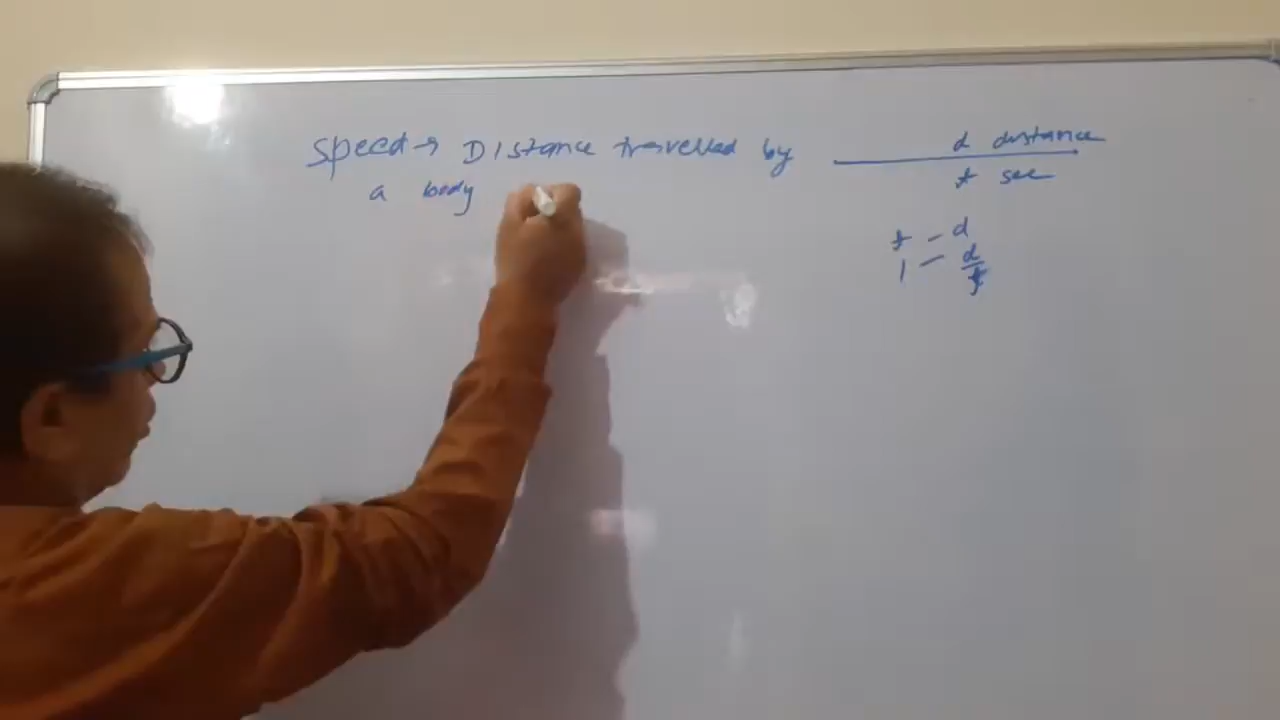 Speed → Distance travelled by
a body
d distance
t sec
t – d
1 – d/t